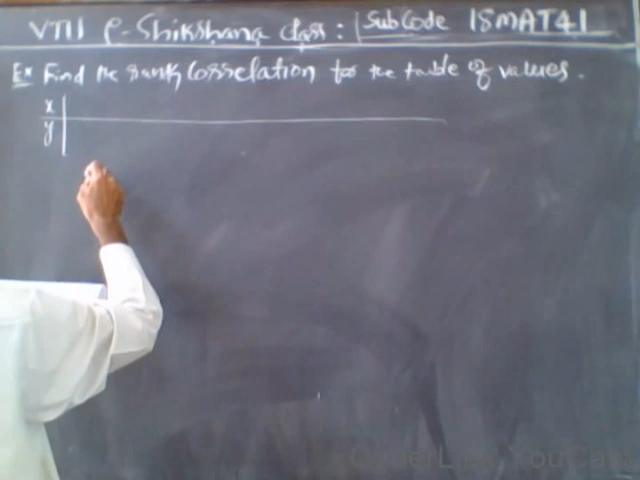 VTU e-Shikshana class: Sub Code 18MAT41
Ex Find the rank Correlation for the table of values.
x
y